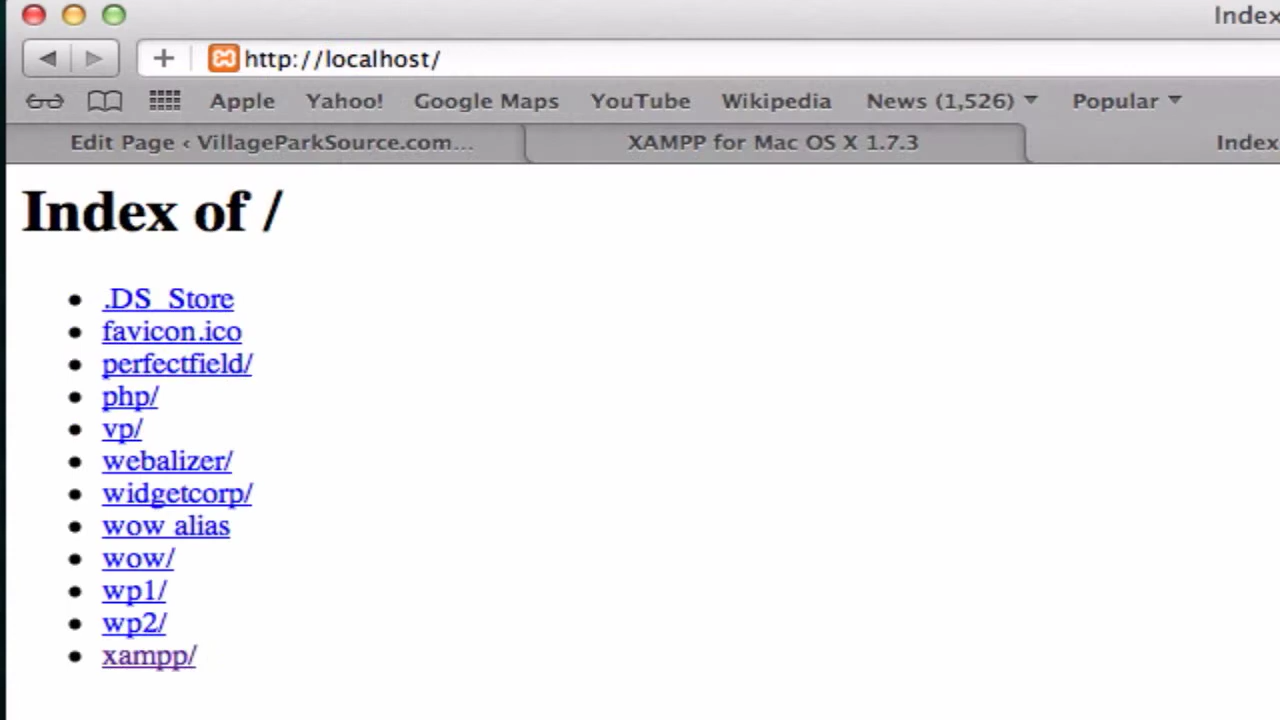 Index
http://localhost/
Apple Yahoo! Google Maps YouTube Wikipedia News (1,526) Popular
Edit Page ‹ VillageParkSource.com... XAMPP for Mac OS X 1.7.3 Index
Index of /
.DS_Store
favicon.ico
perfectfield/
php/
vp/
webalizer/
widgetcorp/
wow alias
wow/
wp1/
wp2/
xampp/